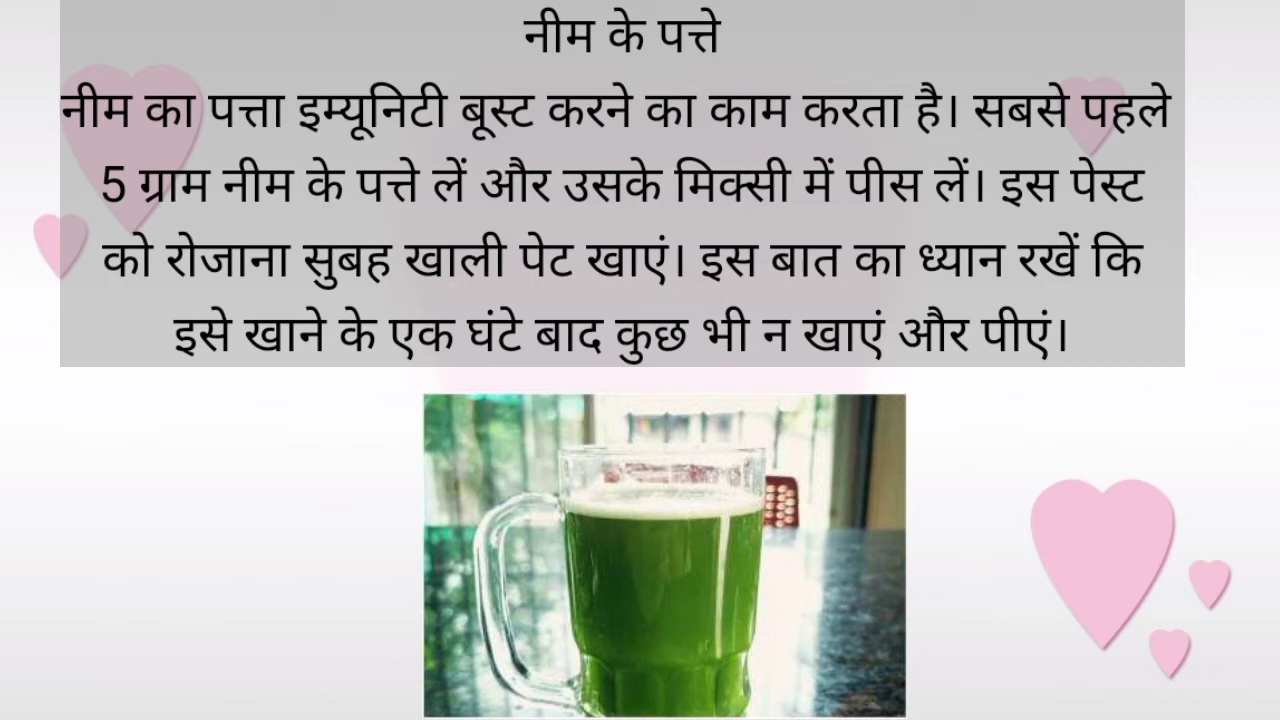 नीम के पत्ते
नीम का पत्ता इम्यूनिटी बूस्ट करने का काम करता है। सबसे पहले
5 ग्राम नीम के पत्ते लें और उसके मिक्सी में पीस लें। इस पेस्ट
को रोजाना सुबह खाली पेट खाएं। इस बात का ध्यान रखें कि
इसे खाने के एक घंटे बाद कुछ भी न खाएं और पीएं।